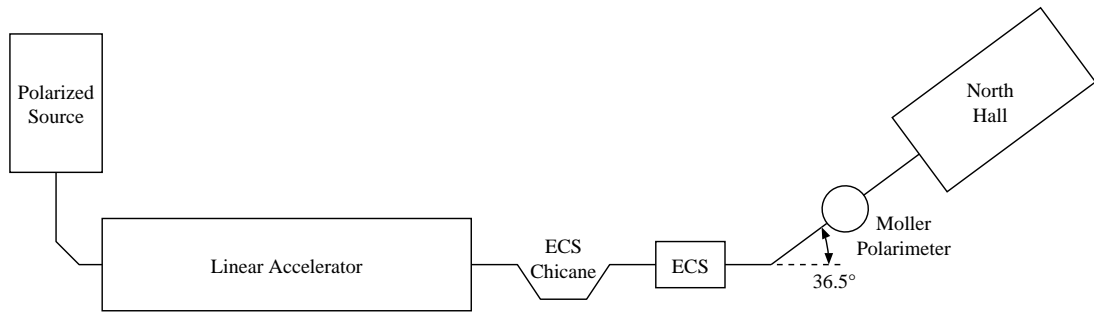 Polarized
Source
Linear Accelerator
ECS
Chicane
ECS
36.5°
Moller
Polarimeter
North
Hall